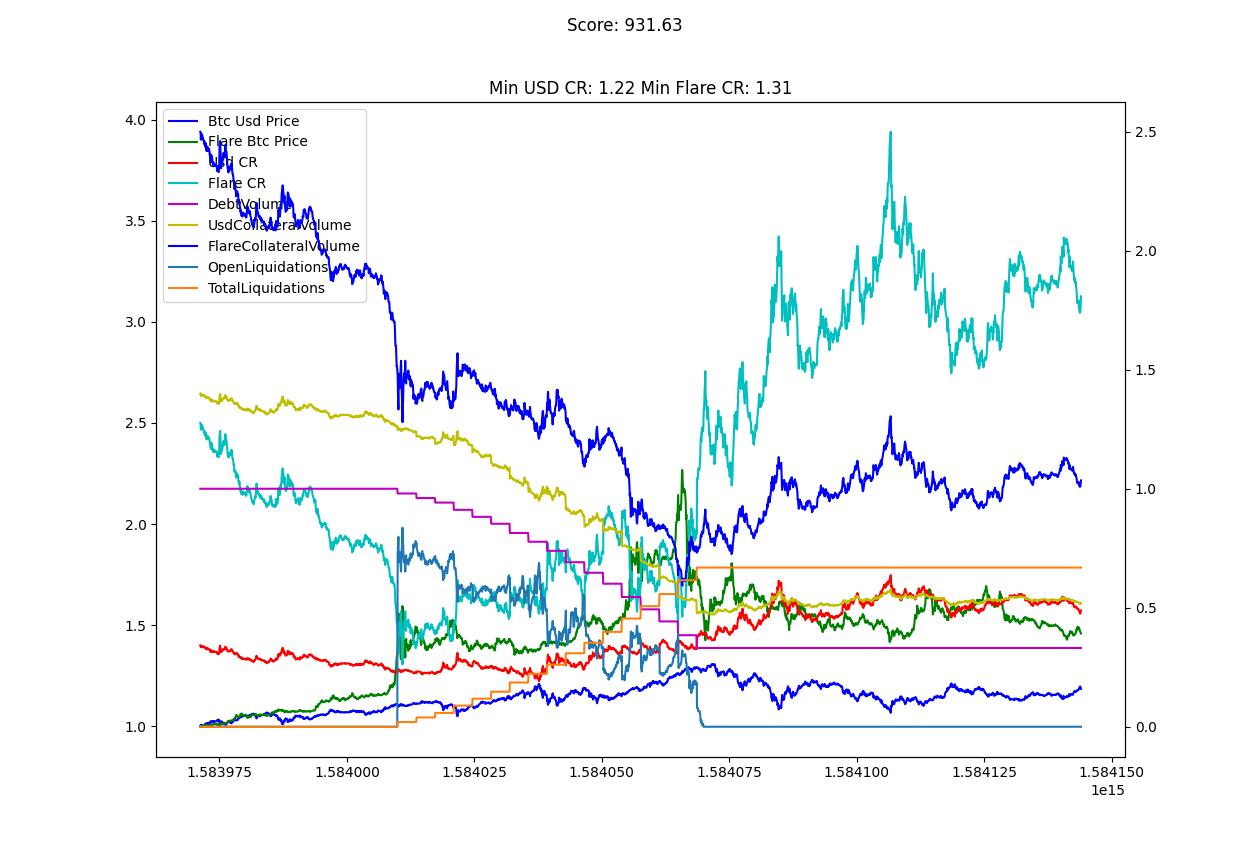 Score: 931.63
Min USD CR: 1.22 Min Flare CR: 1.31
Btc Usd Price
Flare Btc Price
Usd CR
Flare CR
DebtVolume
UsdCollateralVolume
FlareCollateralVolume
OpenLiquidations
TotalLiquidations
4.0
3.5
3.0
2.5
2.0
1.5
1.0
2.5
2.0
1.5
1.0
0.5
0.0
1.583975 1.584000 1.584025 1.584050 1.584075 1.584100 1.584125 1.584150
1e15